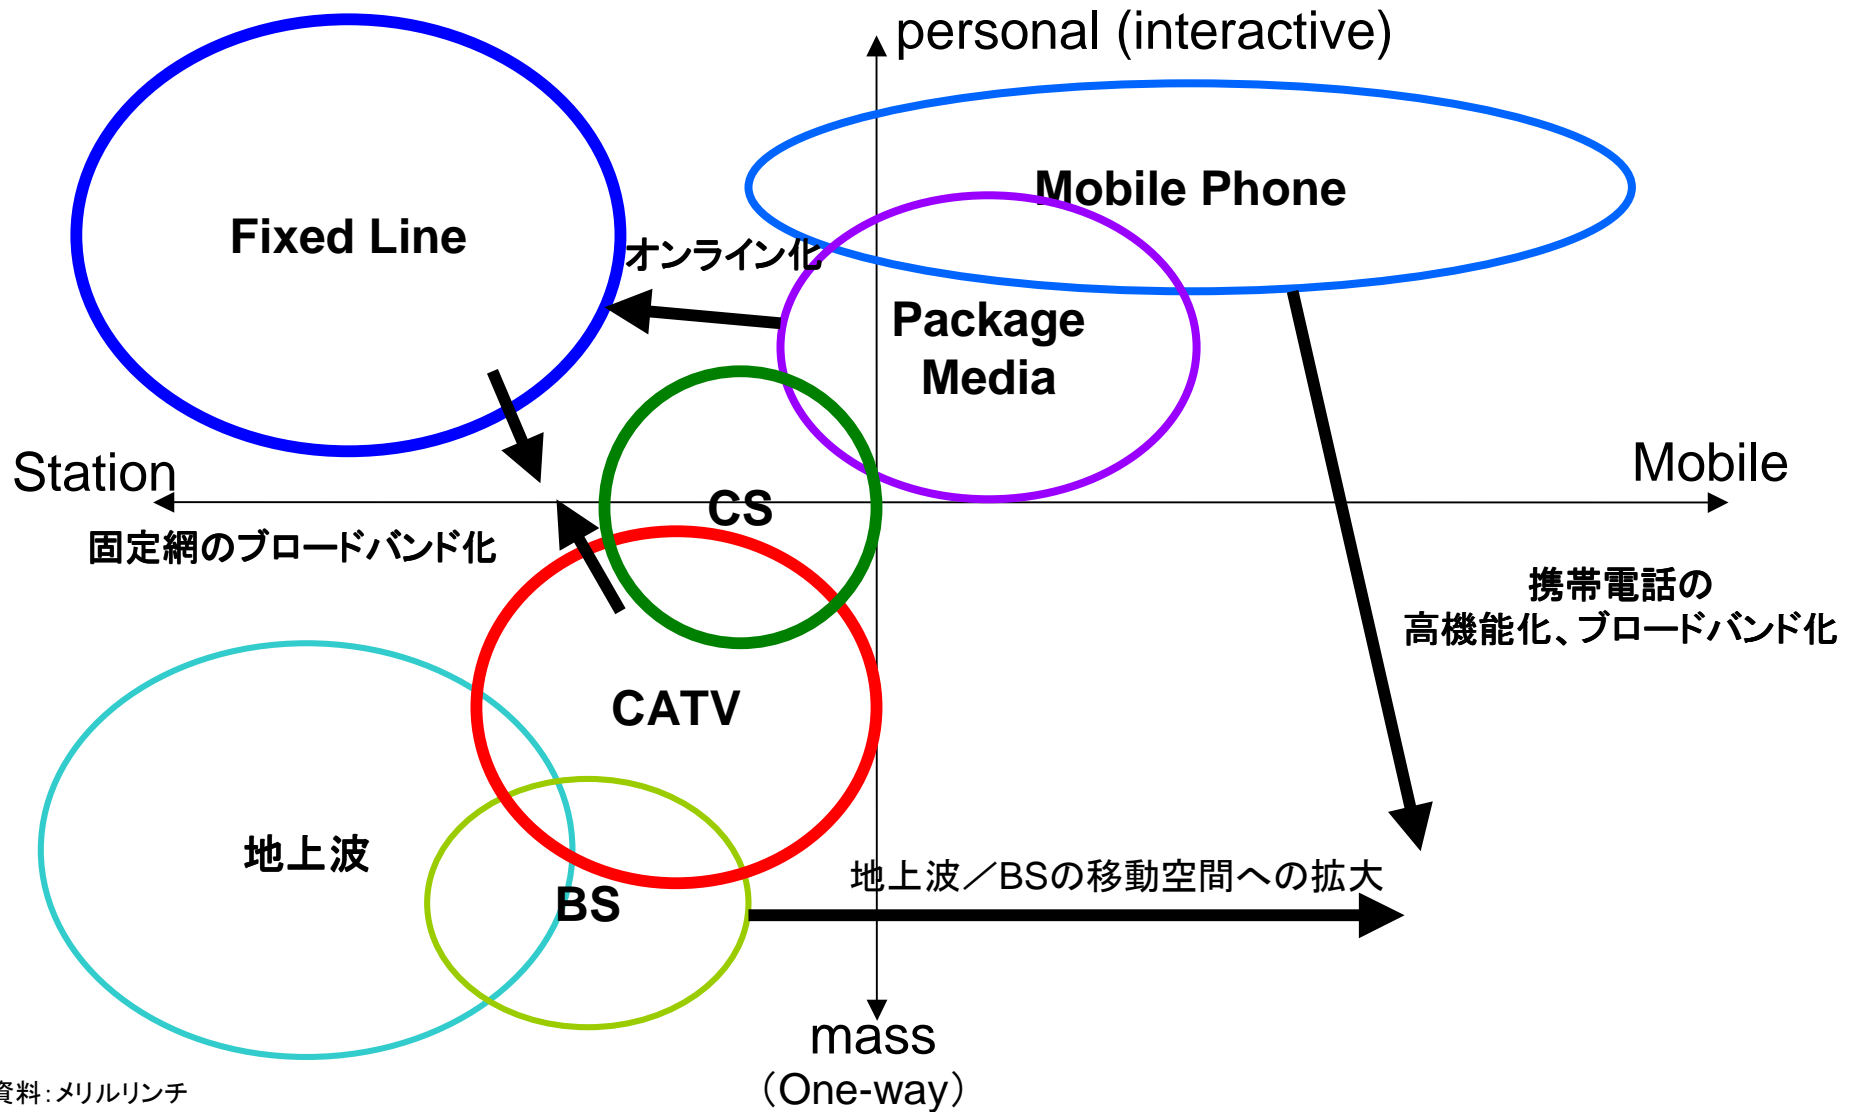 personal (interactive)
Mobile Phone
Fixed Line
オンライン化
Package
Media
Station
Mobile
CS
固定網のブロードバンド化
携帯電話の
高機能化、ブロードバンド化
CATV
地上波
地上波／BSの移動空間への拡大
BS
mass
（One-way）
資料：メリルリンチ